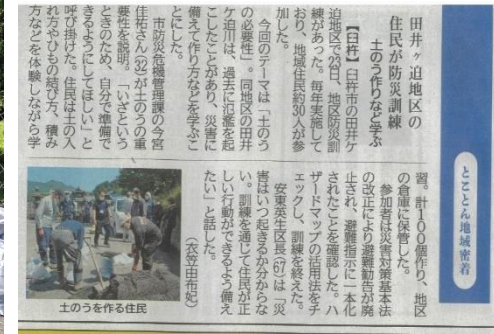 とことん地域密着
田井ヶ迫地区の
住民が防災訓練
土のう作りなど学ぶ
【臼杵】臼杵市の田井ケ
迫地区で23日、地区防災訓
練があった。毎年実施して
おり、地域住民約30人が参
加した。
今回のテーマは「土のう
の必要性」。同地区の田井
ケ迫川は、過去に氾濫を起
こしたことがあり、災害に
備えて作り方などを学ぶこ
とにした。
市防災危機管理課の今宮
佳祐さん(32)が土のうの重
要性を説明。「いざという
ときのため、自分で準備で
きるようにしてほしい」と
呼び掛けた。住民は土の入
れ方やひもの結び方、積み
方などを体験しながら学
習。計100個作り、地区
の倉庫に保管した。
参加者は災害対策基本法
の改正により避難勧告が廃
止され、避難指示に一本化
されたことを確認した。ハ
ザードマップの活用法をチ
ェックし、訓練を終えた。
安東英生区長(67)は「災
害はいつ起きるか分からな
い。訓練を通じて住民が正
しい行動ができるよう備え
たい」と話した。
(衣笠由布妃)
土のうを作る住民